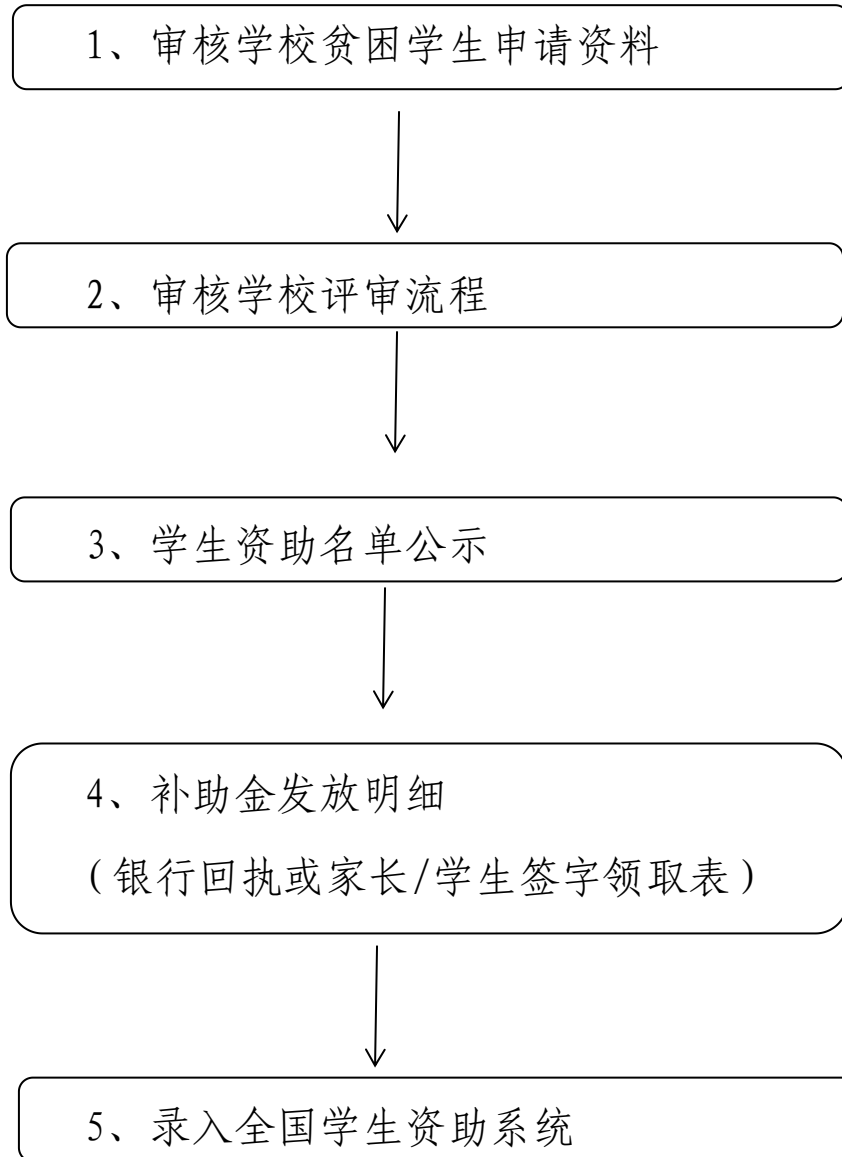 1、审核学校贫困学生申请资料
2、审核学校评审流程
3、学生资助名单公示
4、补助金发放明细
（银行回执或家长/学生签字领取表）
5、录入全国学生资助系统